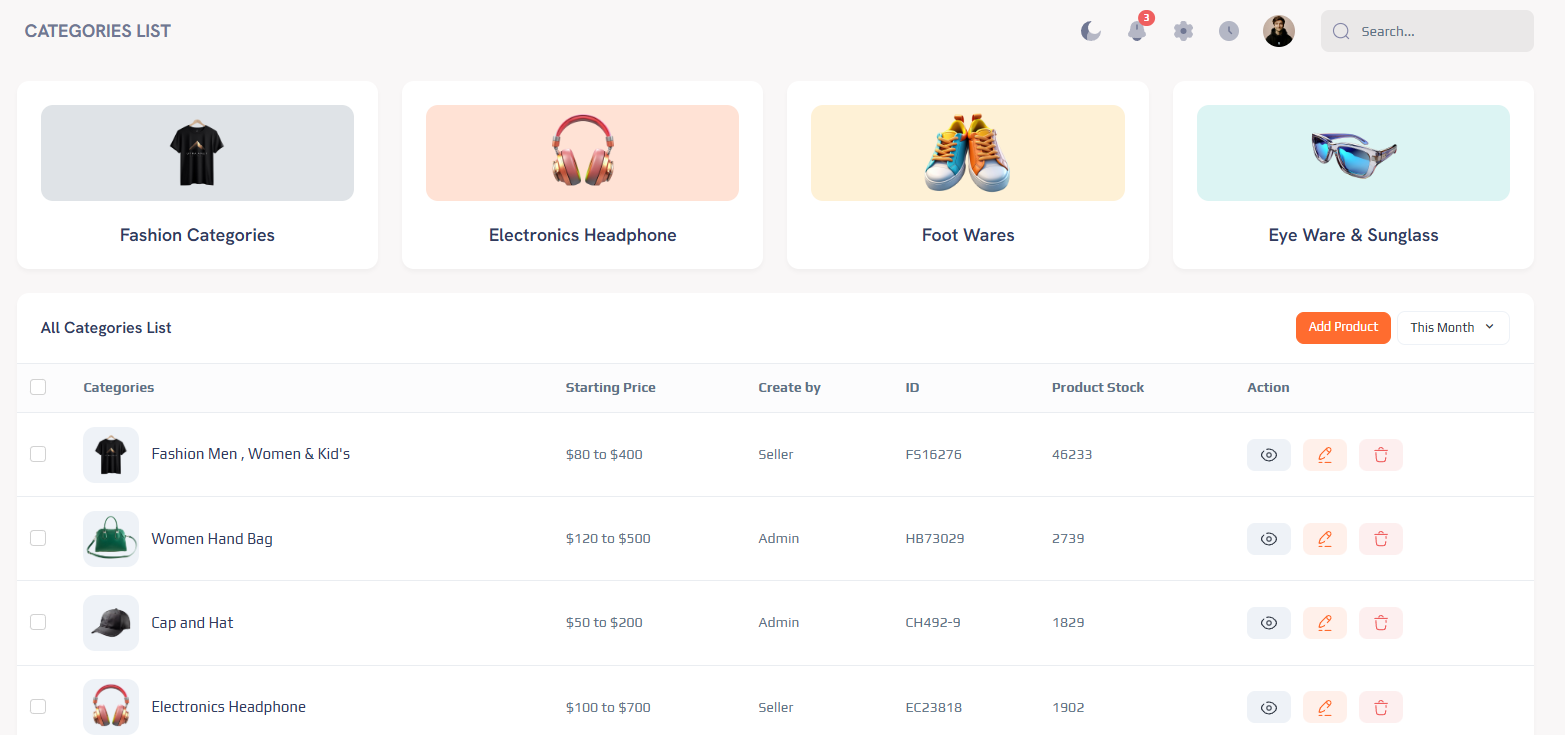 CATEGORIES LIST
3
Search...
Fashion Categories
Electronics Headphone
Foot Wares
Eye Ware & Sunglass
All Categories List
Add Product
This Month
Categories Starting Price Create by ID Product Stock Action
Fashion Men , Women & Kid's $80 to $400 Seller FS16276 46233
Women Hand Bag $120 to $500 Admin HB73029 2739
Cap and Hat $50 to $200 Admin CH492-9 1829
Electronics Headphone $100 to $700 Seller EC23818 1902